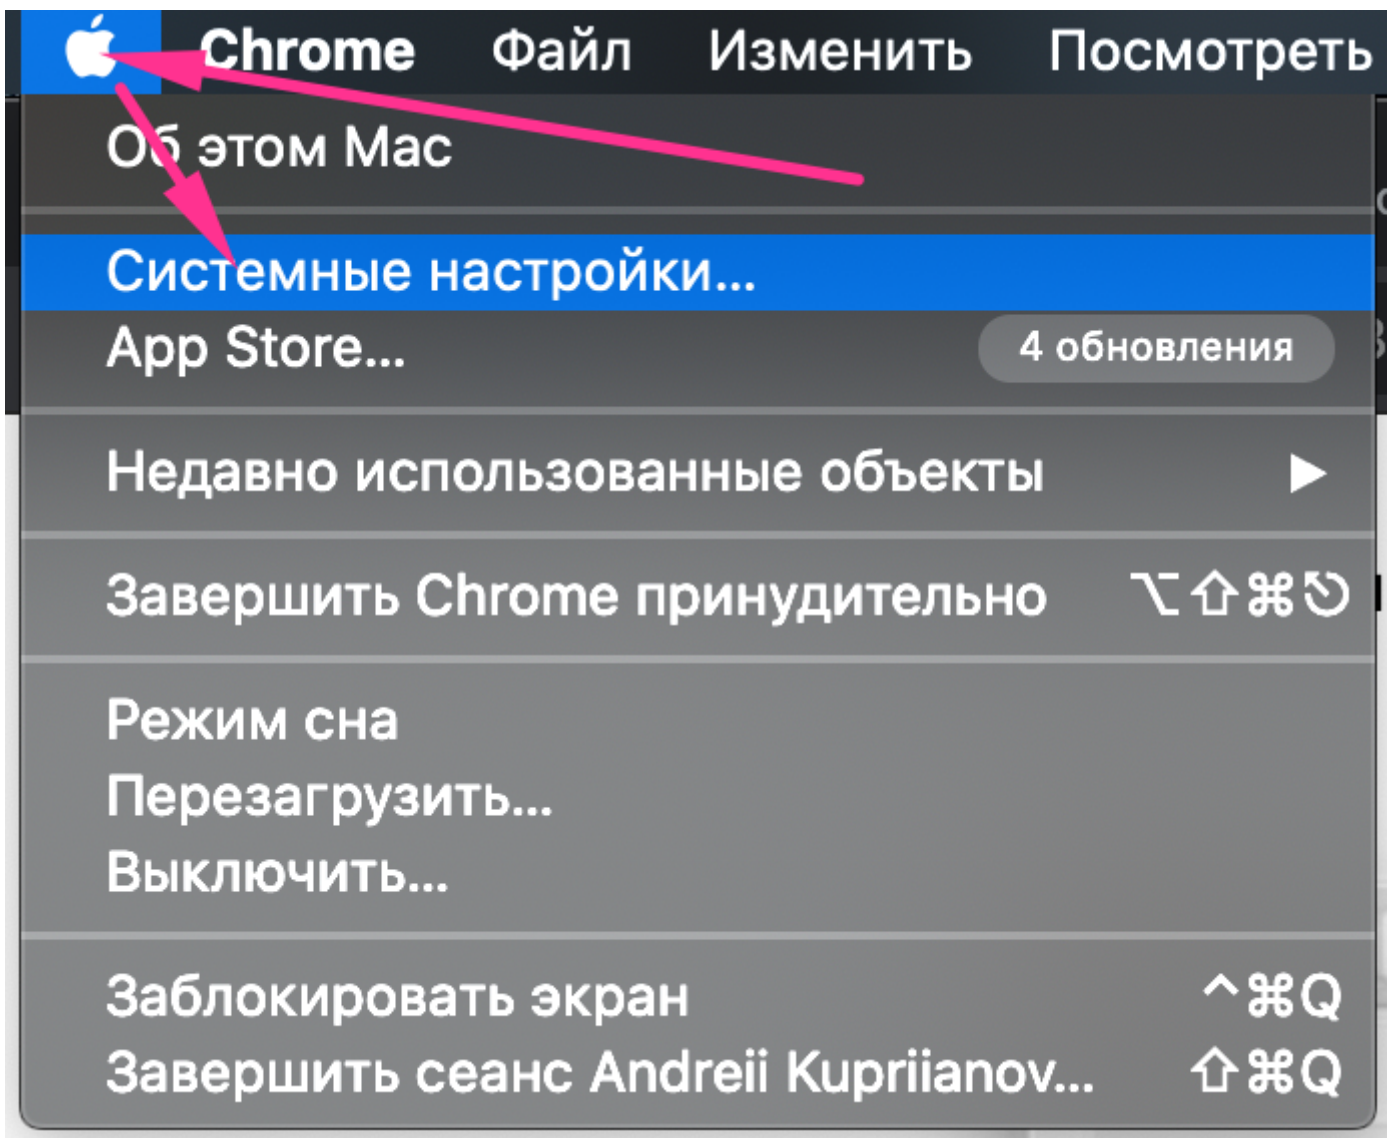 Chrome Файл Изменить Посмотреть
Об этом Mac
Системные настройки...
App Store... 4 обновления
Недавно использованные объекты ▶
Завершить Chrome принудительно ⌥⇧⌘⎋
Режим сна
Перезагрузить...
Выключить...
Заблокировать экран ^⌘Q
Завершить сеанс Andreii Kupriianov... ⇧⌘Q